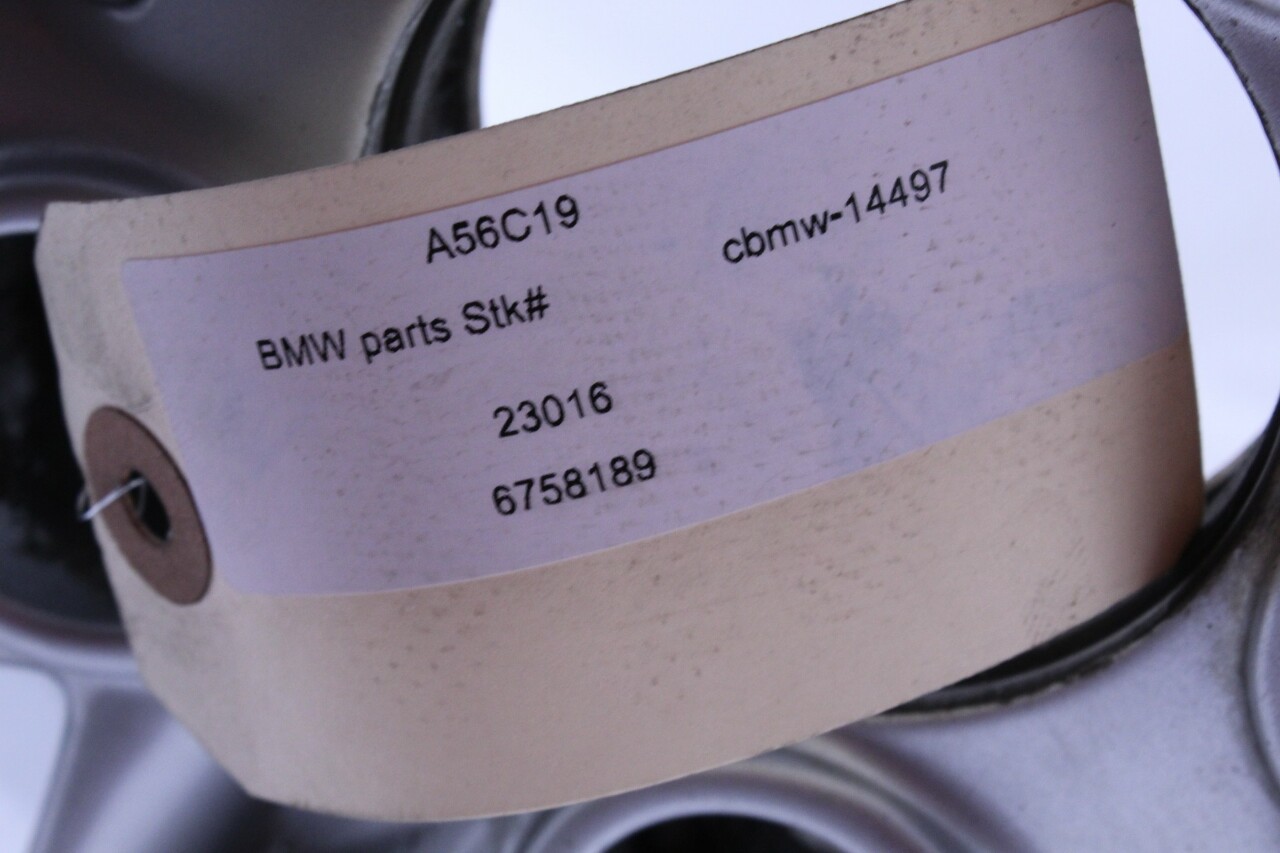 A56C19
cbmw-14497
BMW parts Stk#
23016
6758189